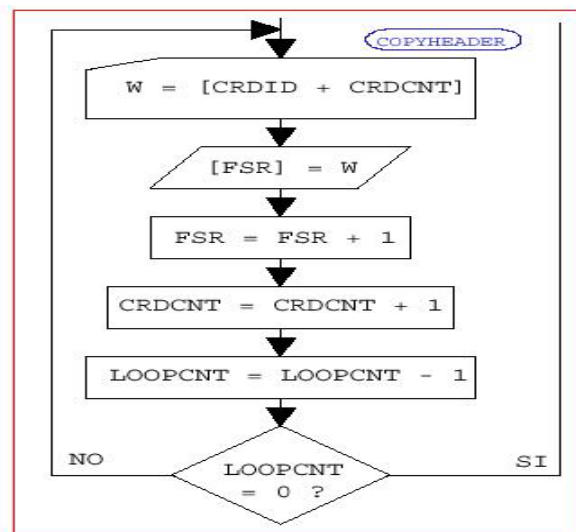 COPYHEADER
W = [CRDID + CRDCNT]
[FSR] = W
FSR = FSR + 1
CRDCNT = CRDCNT + 1
LOOPCNT = LOOPCNT - 1
NO
LOOPCNT
= 0 ?
SI